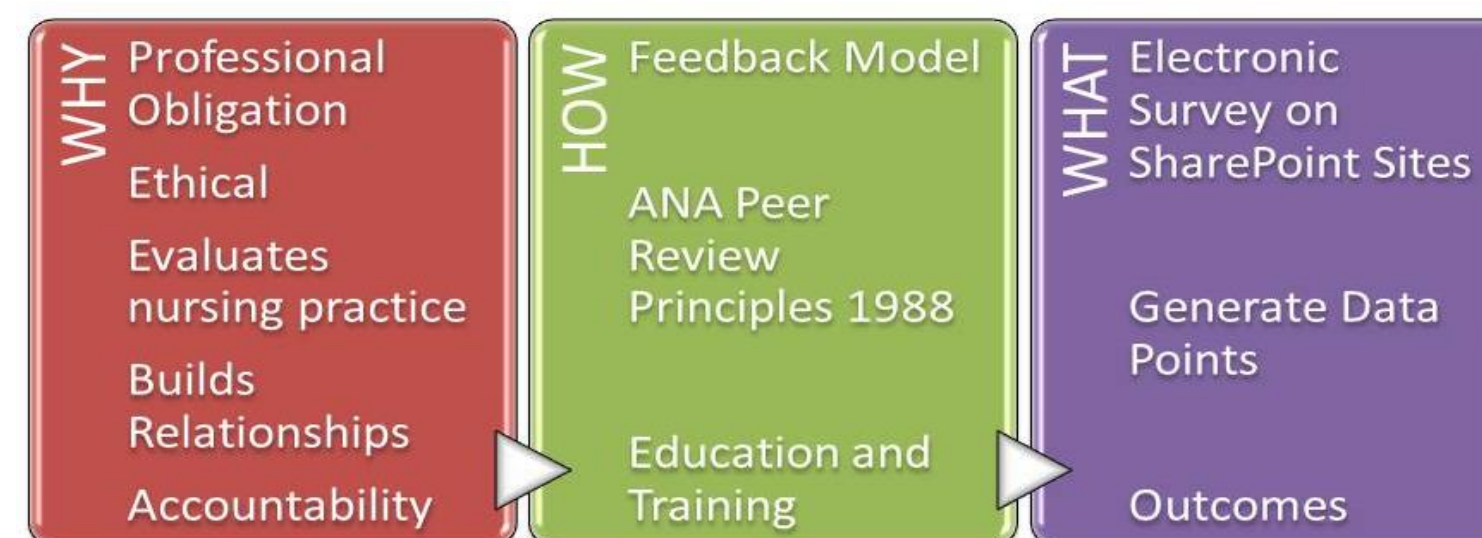 WHY
Professional
Obligation
Ethical
Evaluates
nursing practice
Builds
Relationships
Accountability
HOW
Feedback Model
ANA Peer
Review
Principles 1988
Education and
Training
WHAT
Electronic
Survey on
SharePoint Sites
Generate Data
Points
Outcomes